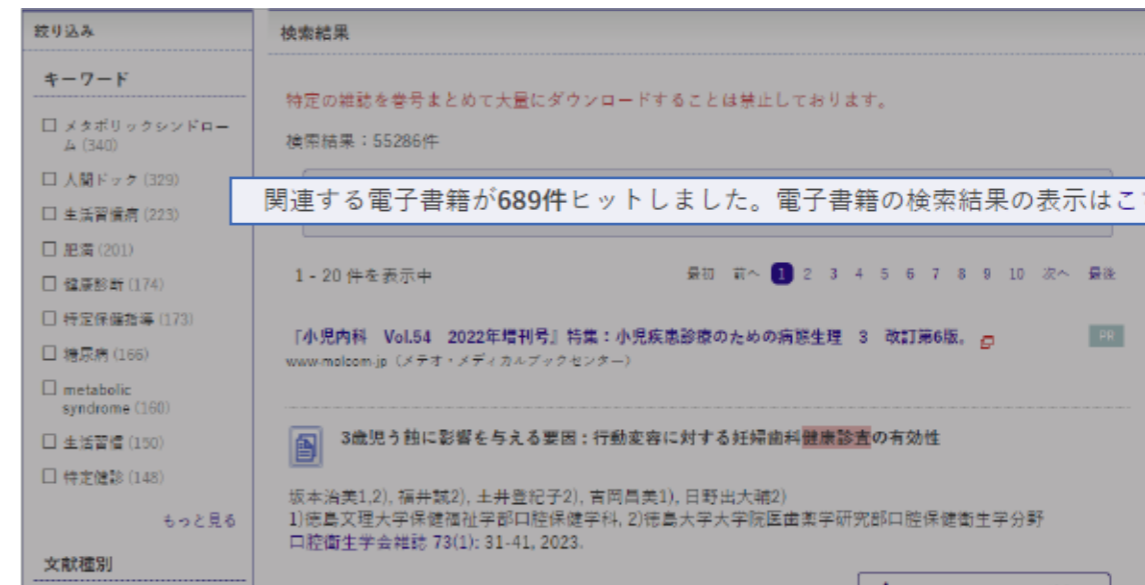 絞り込み
キーワード
メタボリックシンドロー
ム (340)
人間ドック (329)
生活習慣病 (223)
肥満 (201)
健康診断 (174)
特定保健指導 (173)
糖尿病 (166)
metabolic
syndrome (160)
生活習慣 (150)
特定健診 (148)
もっと見る
文献種別
検索結果
特定の雑誌を巻号まとめて大量にダウンロードすることは禁止しております。
検索結果：55286件
関連する電子書籍が689件ヒットしました。電子書籍の検索結果の表示はこ
1 - 20 件を表示中
最初 前へ 1 2 3 4 5 6 7 8 9 10 次へ 最後
『小児内科 Vol.54 2022年増刊号』特集：小児疾患診療のための病態生理 3 改訂第6版。
PR
www.molcom.jp（メテオ・メディカルブックセンター）
3歳児う蝕に影響を与える要因：行動変容に対する妊婦歯科健康診査の有効性
坂本治美1,2), 福井誠2), 土井登紀子2), 吉岡昌美1), 日野出大輔2)
1)徳島文理大学保健福祉学部口腔保健学科, 2)徳島大学大学院医歯薬学研究部口腔保健衛生学分野
口腔衛生学会雑誌 73(1): 31-41, 2023.